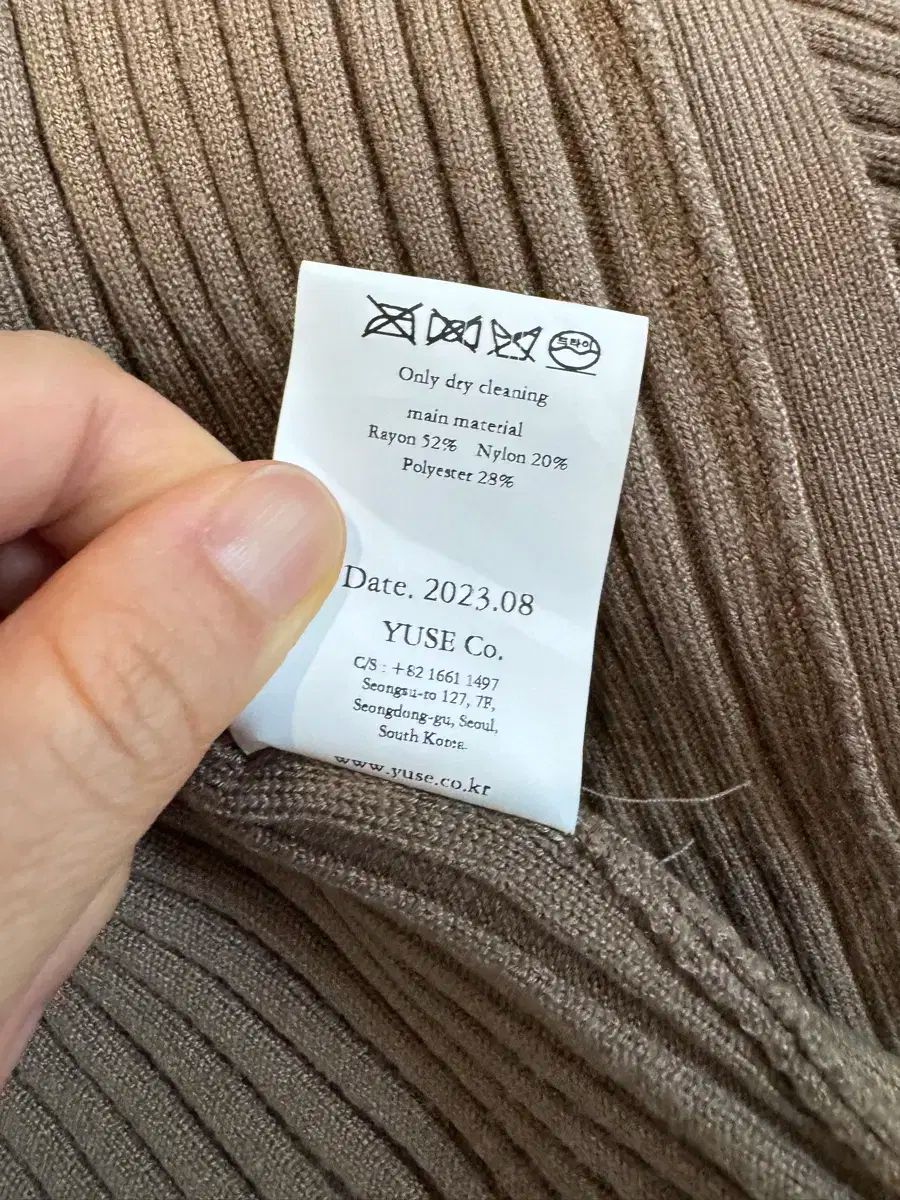 드라이
Only dry cleaning
main material
Rayon 52% Nylon 20%
Polyester 28%
Date. 2023.08
YUSE Co.
C/S : +82 1661 1497
Seongsu-ro 127, 7F,
Seongdong-gu, Seoul,
South Korea.
www.yuse.co.kr